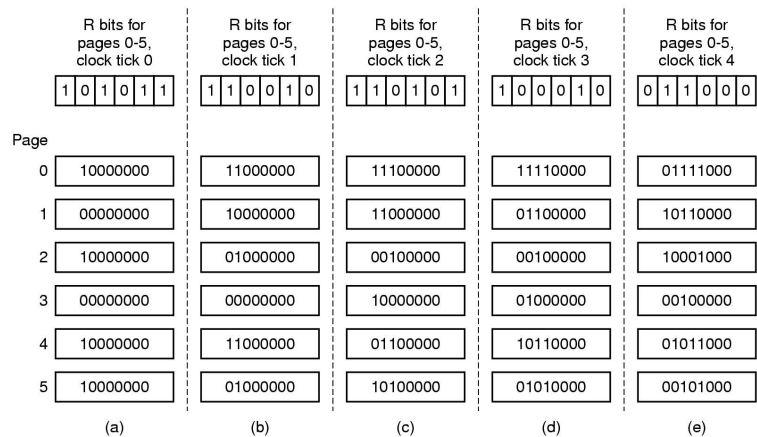 R bits for R bits for R bits for R bits for R bits for
pages 0-5, pages 0-5, pages 0-5, pages 0-5, pages 0-5,
clock tick 0 clock tick 1 clock tick 2 clock tick 3 clock tick 4
1 0 1 0 1 1 1 1 0 0 1 0 1 1 0 1 0 1 1 0 0 0 1 0 0 1 1 0 0 0
Page
0 10000000 11000000 11100000 11110000 01111000
1 00000000 10000000 11000000 01100000 10110000
2 10000000 01000000 00100000 00100000 10001000
3 00000000 00000000 10000000 01000000 00100000
4 10000000 11000000 01100000 10110000 01011000
5 10000000 01000000 10100000 01010000 00101000
(a) (b) (c) (d) (e)